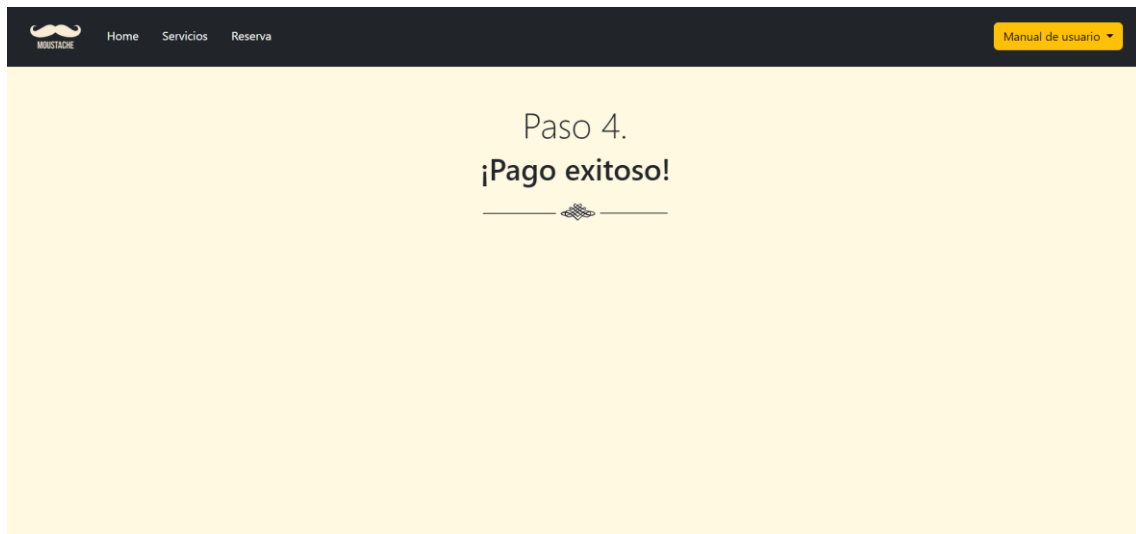 MOUSTACHE
Home Servicios Reserva
Manual de usuario
Paso 4.
¡Pago exitoso!